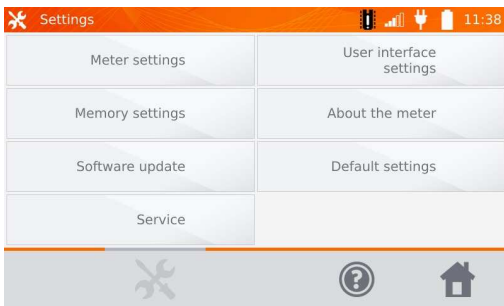 Settings
11:38
Meter settings
User interface
settings
Memory settings
About the meter
Software update
Default settings
Service
?